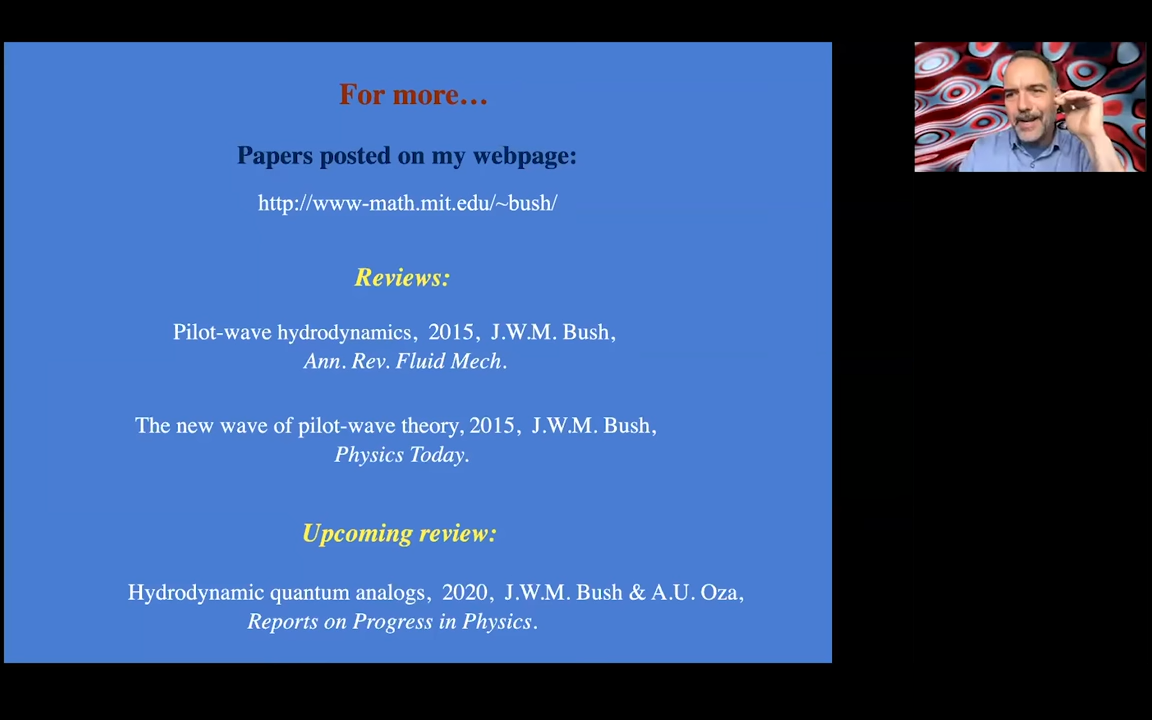 For more…
Papers posted on my webpage:
http://www-math.mit.edu/~bush/
Reviews:
Pilot-wave hydrodynamics, 2015, J.W.M. Bush,
Ann. Rev. Fluid Mech.
The new wave of pilot-wave theory, 2015, J.W.M. Bush,
Physics Today.
Upcoming review:
Hydrodynamic quantum analogs, 2020, J.W.M. Bush & A.U. Oza,
Reports on Progress in Physics.